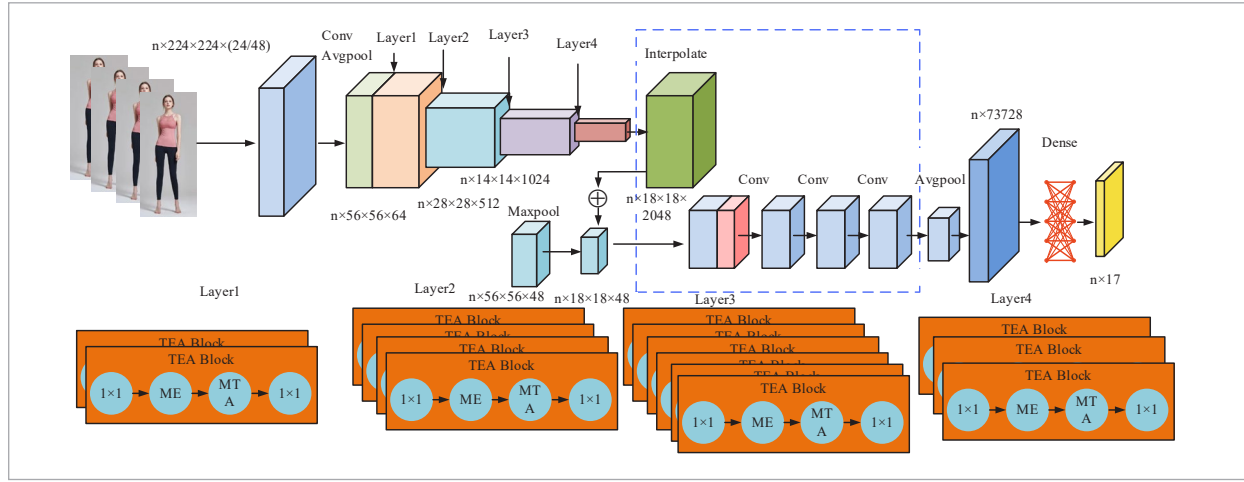 n×224×224×(24/48)
Conv
Avgpool
Layer1
Layer2
Layer3
Layer4
Interpolate
n×56×56×64
n×28×28×512
n×14×14×1024
n×18×18×
2048
Maxpool
n×56×56×48
n×18×18×48
Conv
Conv
Conv
Avgpool
n×73728
Dense
n×17
Layer1
TEA Block
TEA Block
1×1
ME
MT
A
1×1
Layer2
TEA Block
TEA Block
TEA Block
TEA Block
1×1
ME
MT
A
1×1
Layer3
TEA Block
TEA Block
TEA Block
TEA Block
TEA Block
TEA Block
1×1
ME
MT
A
1×1
Layer4
TEA Block
TEA Block
TEA Block
1×1
ME
MT
A
1×1